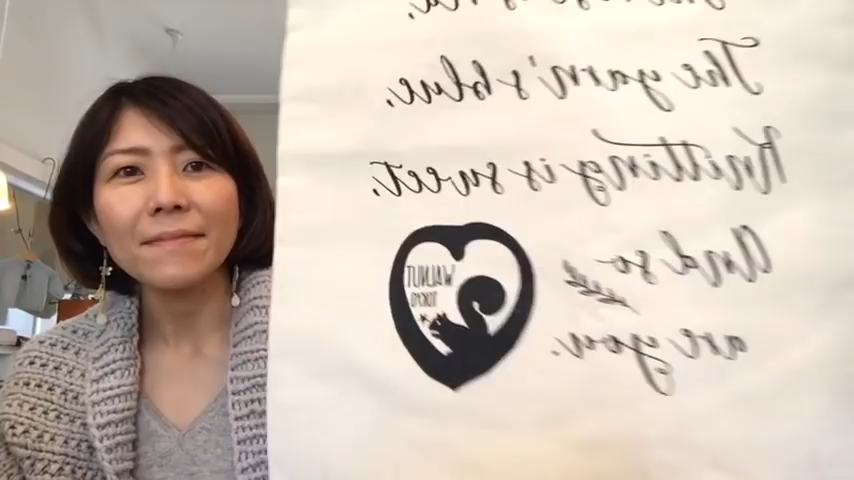 The yarn's blue.
Knitting is sweet.
And so
are you.
WALNUT
TOKYO